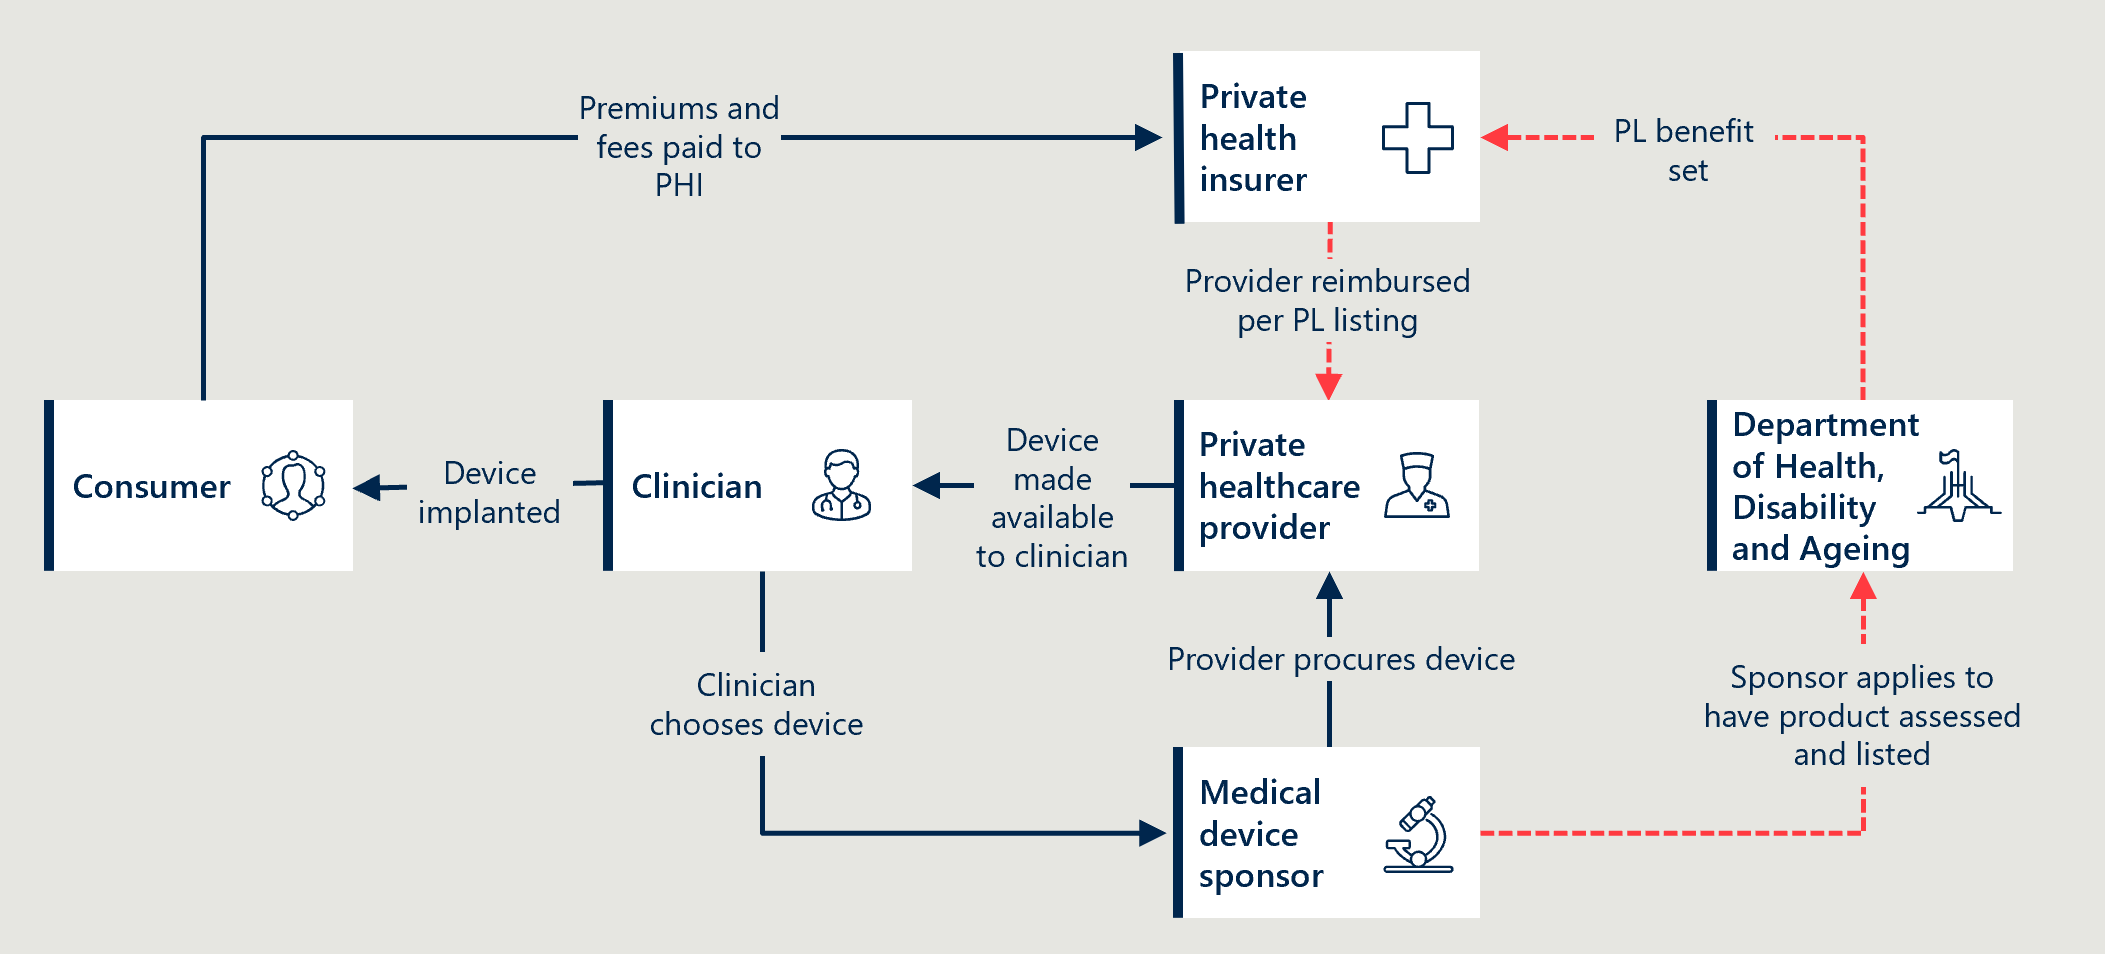 Premiums and
fees paid to
PHI
Private
health
insurer
PL benefit
set
Provider reimbursed
per PL listing
Consumer
Device
implanted
Clinician
Device
made
available
to clinician
Private
healthcare
provider
Department
of Health,
Disability
and Ageing
Clinician
chooses device
Provider procures device
Sponsor applies to
have product assessed
and listed
Medical
device
sponsor